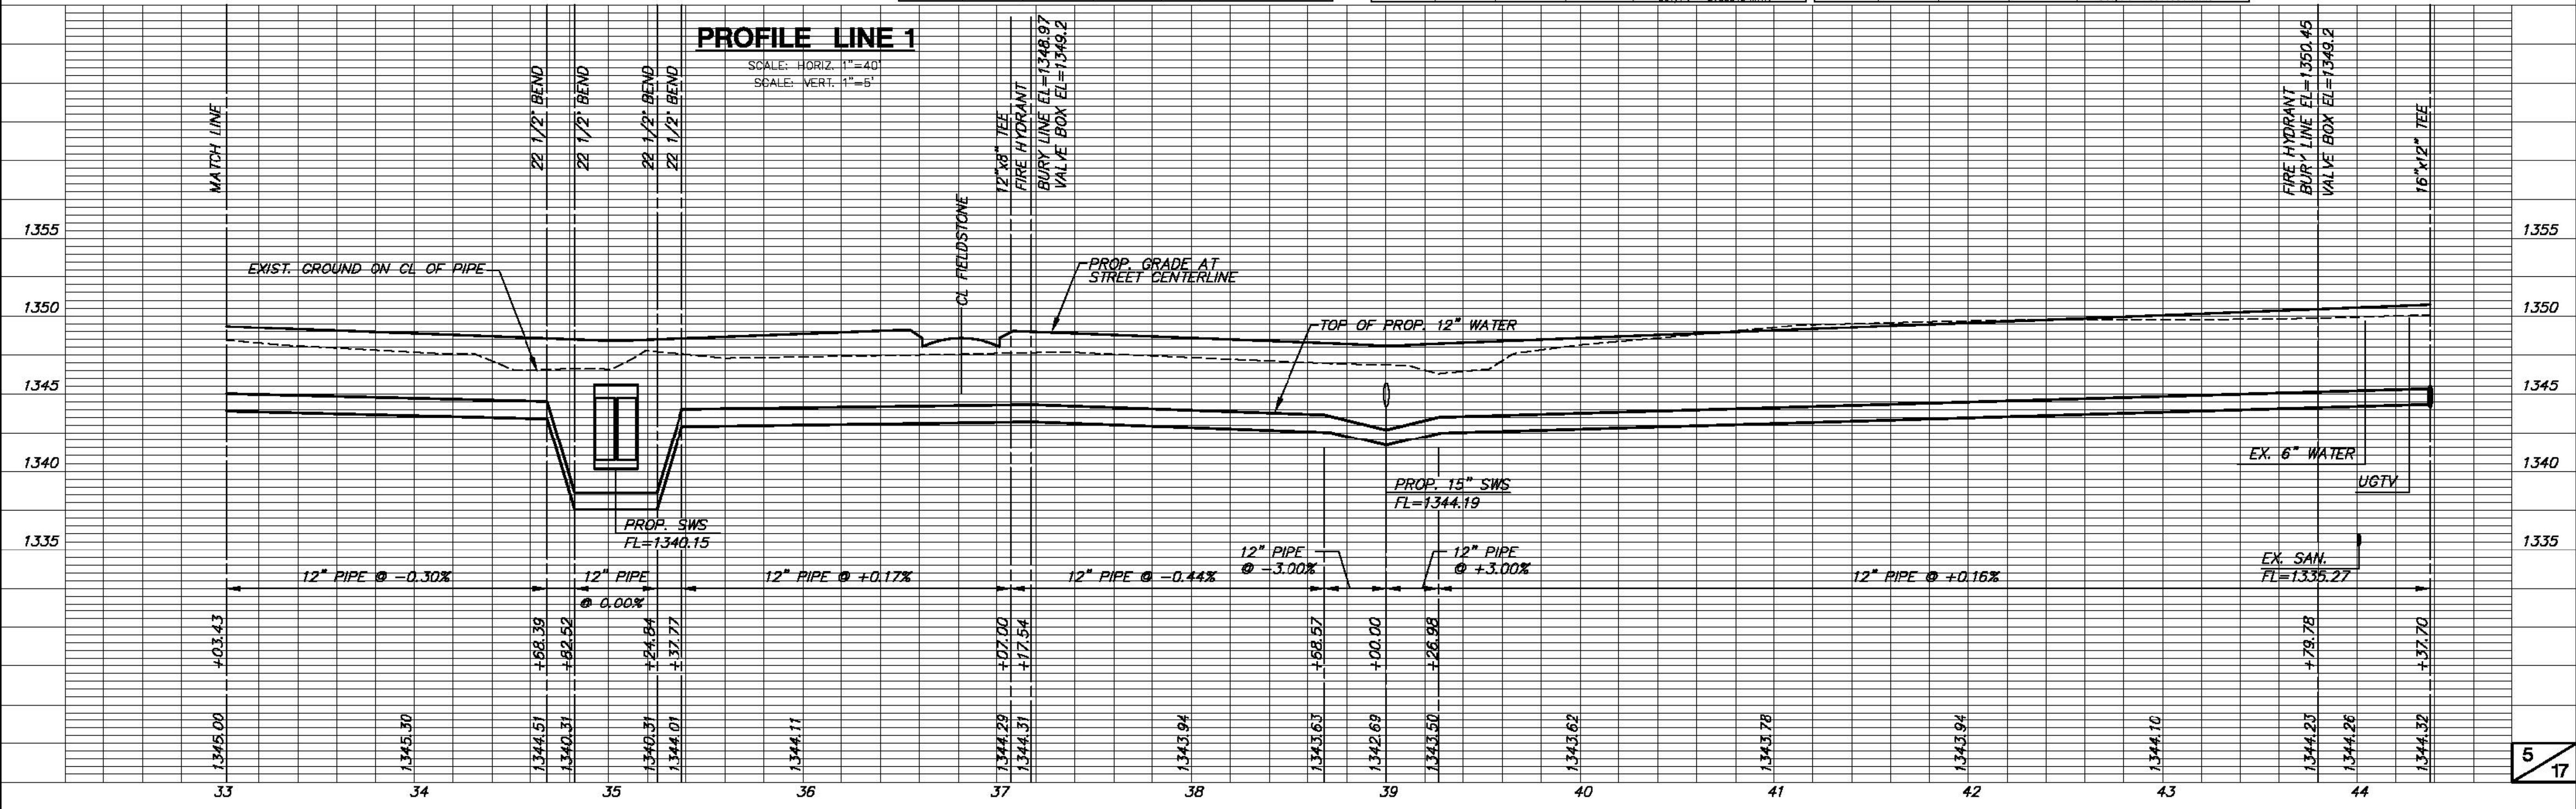 PROFILE LINE 1
SCALE: HORIZ. 1"=40'
SCALE: VERT. 1"=5'
MATCH LINE
22 1/2° BEND
22 1/2° BEND
22 1/2° BEND
22 1/2° BEND
CL FIELDSTONE
12"x8" TEE
FIRE HYDRANT
BURY LINE EL=1348.97
VALVE BOX EL=1349.2
FIRE HYDRANT
BURY LINE EL=1350.45
VALVE BOX EL=1349.2
16"x12" TEE
1355
1355
1350
1350
1345
1345
1340
1340
1335
1335
EXIST. GROUND ON CL OF PIPE
PROP. GRADE AT
STREET CENTERLINE
TOP OF PROP. 12" WATER
PROP. SWS
FL=1340.15
PROP. 15" SWS
FL=1344.19
EX. 6" WATER
UGTV
EX. SAN.
FL=1335.27
12" PIPE @ -0.30%
12" PIPE
@ 0.00%
12" PIPE @ +0.17%
12" PIPE @ -0.44%
12" PIPE
@ -3.00%
12" PIPE
@ +3.00%
12" PIPE @ +0.16%
+03.43
+68.39
+82.52
+24.84
+37.77
+07.00
+17.54
+68.57
+00.00
+26.98
+79.78
+37.70
1345.00
1345.30
1344.51
1340.31
1340.31
1344.01
1344.11
1344.29
1344.31
1343.94
1343.63
1342.69
1343.50
1343.62
1343.78
1343.94
1344.10
1344.23
1344.26
1344.32
33
34
35
36
37
38
39
40
41
42
43
44
5
17